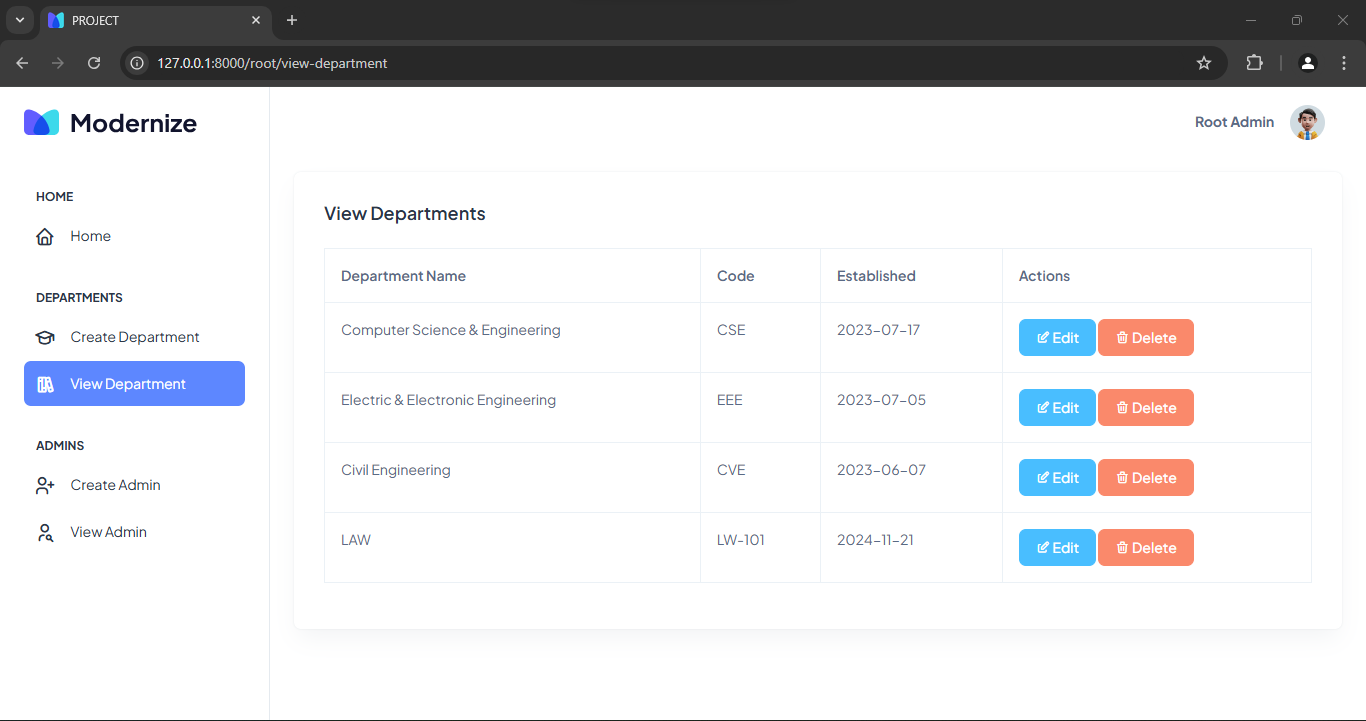 PROJECT
127.0.0.1:8000/root/view-department
Modernize
Root Admin
HOME
Home
DEPARTMENTS
Create Department
View Department
ADMINS
Create Admin
View Admin
View Departments
Department Name Code Established Actions
Computer Science & Engineering CSE 2023-07-17 Edit Delete
Electric & Electronic Engineering EEE 2023-07-05 Edit Delete
Civil Engineering CVE 2023-06-07 Edit Delete
LAW LW-101 2024-11-21 Edit Delete